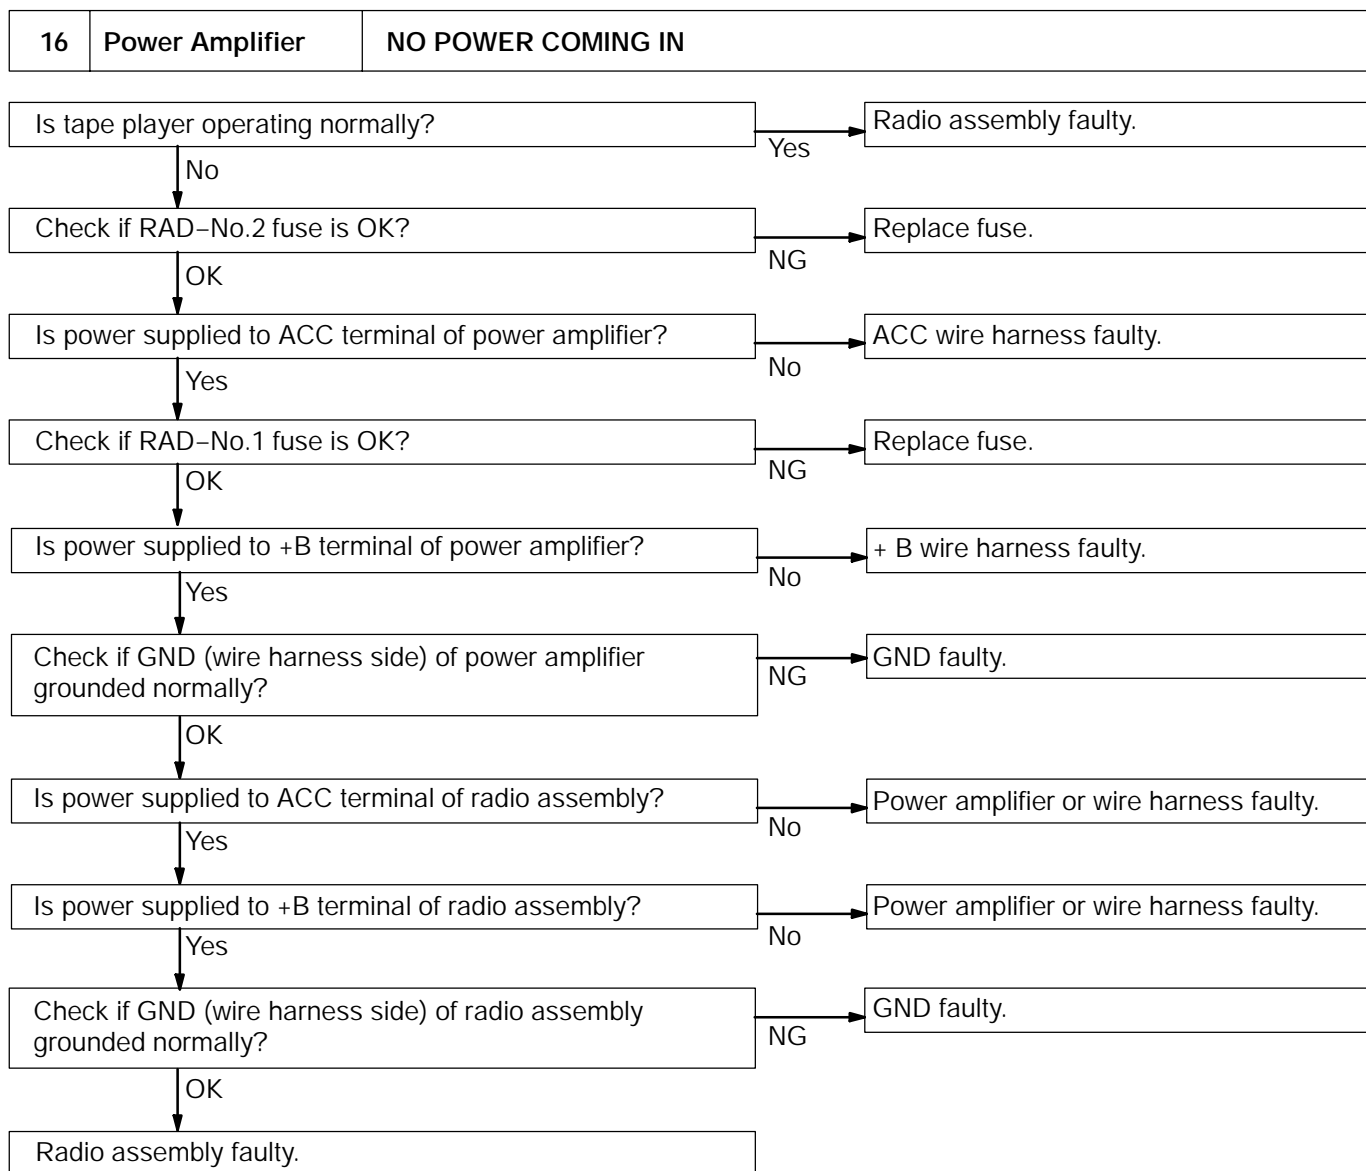 16 Power Amplifier NO POWER COMING IN
Is tape player operating normally?
Yes
Radio assembly faulty.
No
Check if RAD–No.2 fuse is OK?
NG
Replace fuse.
OK
Is power supplied to ACC terminal of power amplifier?
No
ACC wire harness faulty.
Yes
Check if RAD–No.1 fuse is OK?
NG
Replace fuse.
OK
Is power supplied to +B terminal of power amplifier?
No
+ B wire harness faulty.
Yes
Check if GND (wire harness side) of power amplifier
grounded normally?
NG
GND faulty.
OK
Is power supplied to ACC terminal of radio assembly?
No
Power amplifier or wire harness faulty.
Yes
Is power supplied to +B terminal of radio assembly?
No
Power amplifier or wire harness faulty.
Yes
Check if GND (wire harness side) of radio assembly
grounded normally?
NG
GND faulty.
OK
Radio assembly faulty.